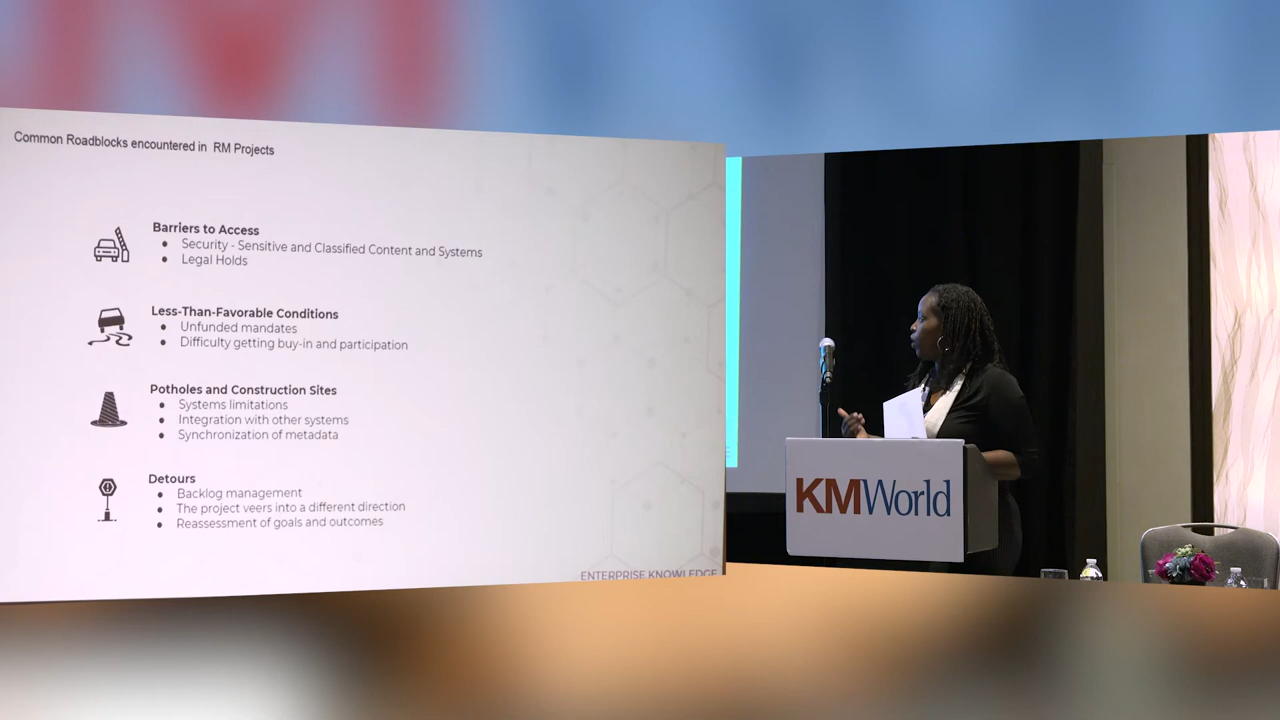 Common Roadblocks encountered in RM Projects
Barriers to Access
● Security - Sensitive and Classified Content and Systems
● Legal Holds
Less-Than-Favorable Conditions
● Unfunded mandates
● Difficulty getting buy-in and participation
Potholes and Construction Sites
● Systems limitations
● Integration with other systems
● Synchronization of metadata
Detours
● Backlog management
● The project veers into a different direction
● Reassessment of goals and outcomes
ENTERPRISE KNOWLEDGE
KMWorld